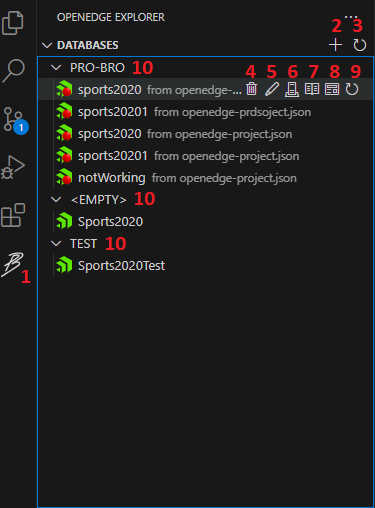 OPENEDGE EXPLORER ...
2 3
DATABASES
PRO-BRO 10
4 5 6 7 8 9
sports2020 from openedge-...
sports20201 from openedge-prdsoject.json
sports2020 from openedge-project.json
sports20201 from openedge-project.json
notWorking from openedge-project.json
<EMPTY> 10
Sports2020
TEST 10
Sports2020Test
1
1